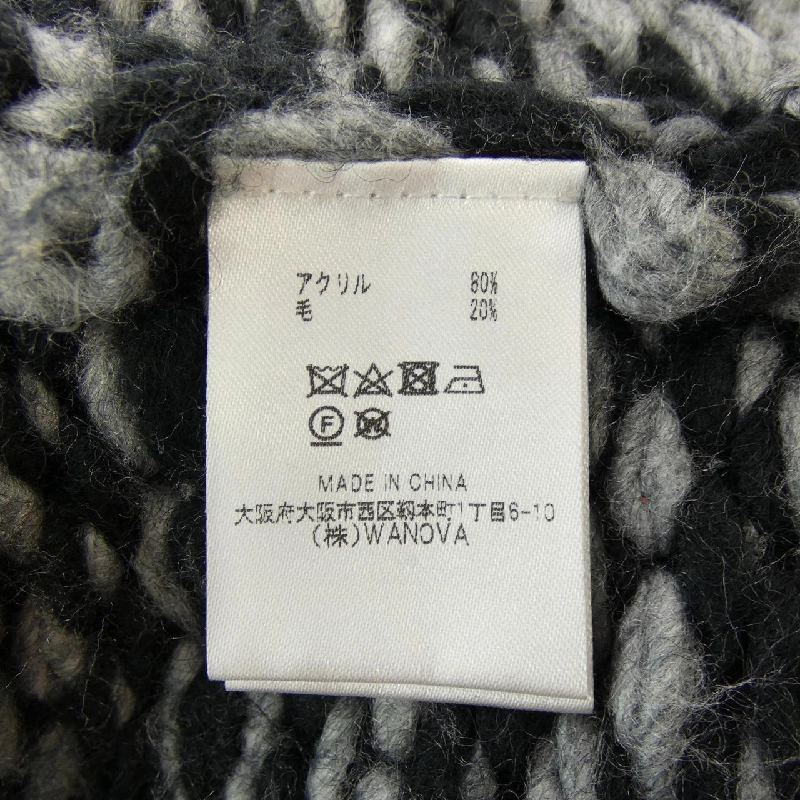 アクリル 80%
毛 20%
F W
MADE IN CHINA
大阪府大阪市西区靱本町1丁目6-10
(株)WANOVA